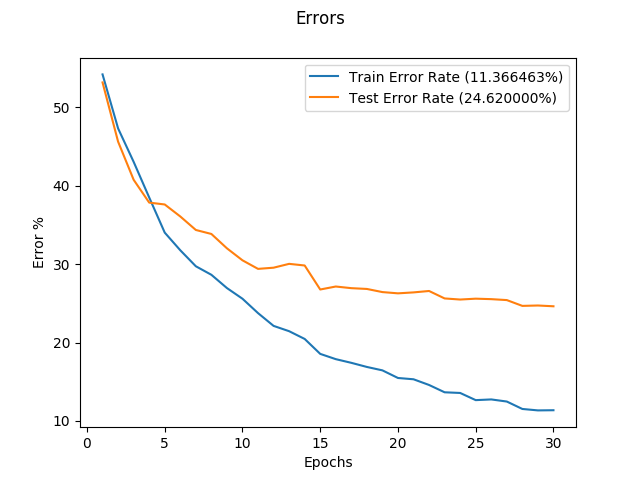 Errors
Train Error Rate (11.366463%)
Test Error Rate (24.620000%)
50
40
30
20
10
Error %
0 5 10 15 20 25 30
Epochs